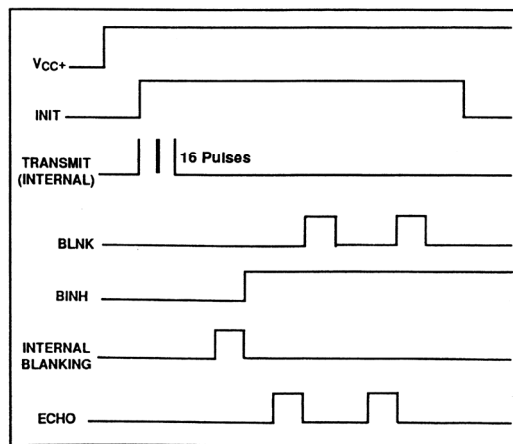 VCC+
INIT
TRANSMIT
(INTERNAL)
16 Pulses
BLNK
BINH
INTERNAL
BLANKING
ECHO